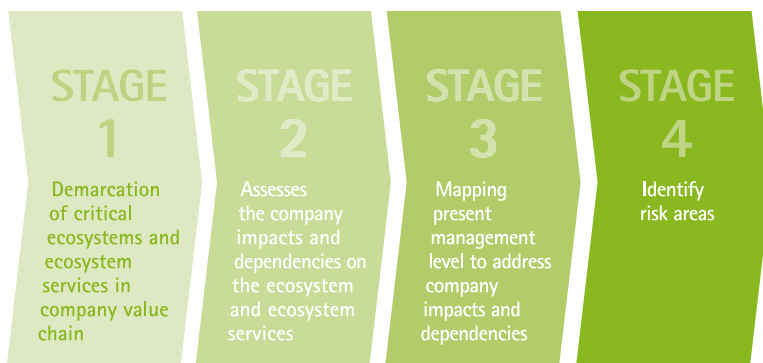 STAGE
1
Demarcation
of critical
ecosystems and
ecosystem
services in
company value
chain
STAGE
2
Assesses
the company
impacts and
dependencies on
the ecosystem
and ecosystem
services
STAGE
3
Mapping
present
management
level to address
company
impacts and
dependencies
STAGE
4
Identify
risk areas